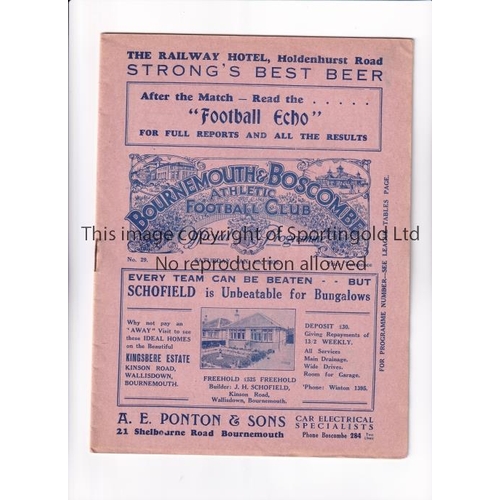 THE RAILWAY HOTEL, Holdenhurst Road
STRONG'S BEST BEER
After the Match — Read the . . . . .
"Football Echo"
FOR FULL REPORTS AND ALL THE RESULTS
BOURNEMOUTH & BOSCOMBE
ATHLETIC
FOOTBALL CLUB
This image copyright of Sportingold Ltd
Official Programme
No reproduction allowed
No. 29.
SATURDAY
FOR PROGRAMME NUMBER—SEE LEAGUE TABLES PAGE.
EVERY TEAM CAN BE BEATEN - - BUT
SCHOFIELD is Unbeatable for Bungalows
Why not pay an
"AWAY" Visit to see
these IDEAL HOMES
on the Beautiful
KINGSBERE ESTATE
KINSON ROAD,
WALLISDOWN,
BOURNEMOUTH.
FREEHOLD £525 FREEHOLD
Builder: J. H. SCHOFIELD,
Kinson Road,
Wallisdown, Bournemouth.
DEPOSIT £30.
Giving Repayments of
13/2 WEEKLY.
All Services
Main Drainage.
Wide Drives.
Room for Garage.
'Phone: Winton 1395.
A. E. PONTON & SONS
21 Shelbourne Road Bournemouth
CAR ELECTRICAL
SPECIALISTS
Phone Boscombe 284